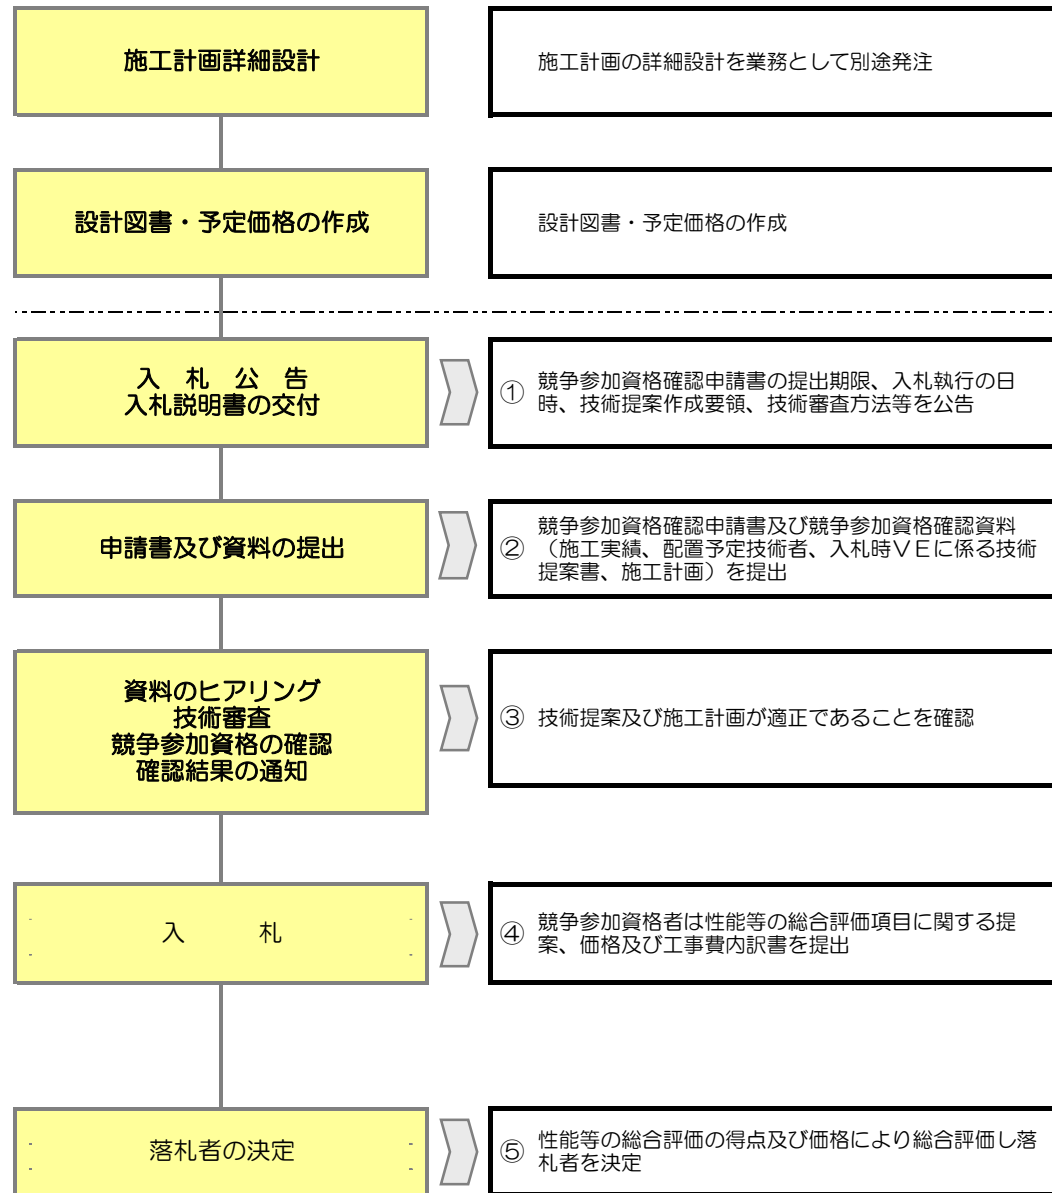 施工計画詳細設計
施工計画の詳細設計を業務として別途発注
設計図書・予定価格の作成
設計図書・予定価格の作成
入 札 公 告
入札説明書の交付
① 競争参加資格確認申請書の提出期限、入札執行の日
時、技術提案作成要領、技術審査方法等を公告
申請書及び資料の提出
② 競争参加資格確認申請書及び競争参加資格確認資料
（施工実績、配置予定技術者、入札時ＶＥに係る技術
提案書、施工計画）を提出
資料のヒアリング
技術審査
競争参加資格の確認
確認結果の通知
③ 技術提案及び施工計画が適正であることを確認
入 札
④ 競争参加資格者は性能等の総合評価項目に関する提
案、価格及び工事費内訳書を提出
落札者の決定
⑤ 性能等の総合評価の得点及び価格により総合評価し落
札者を決定